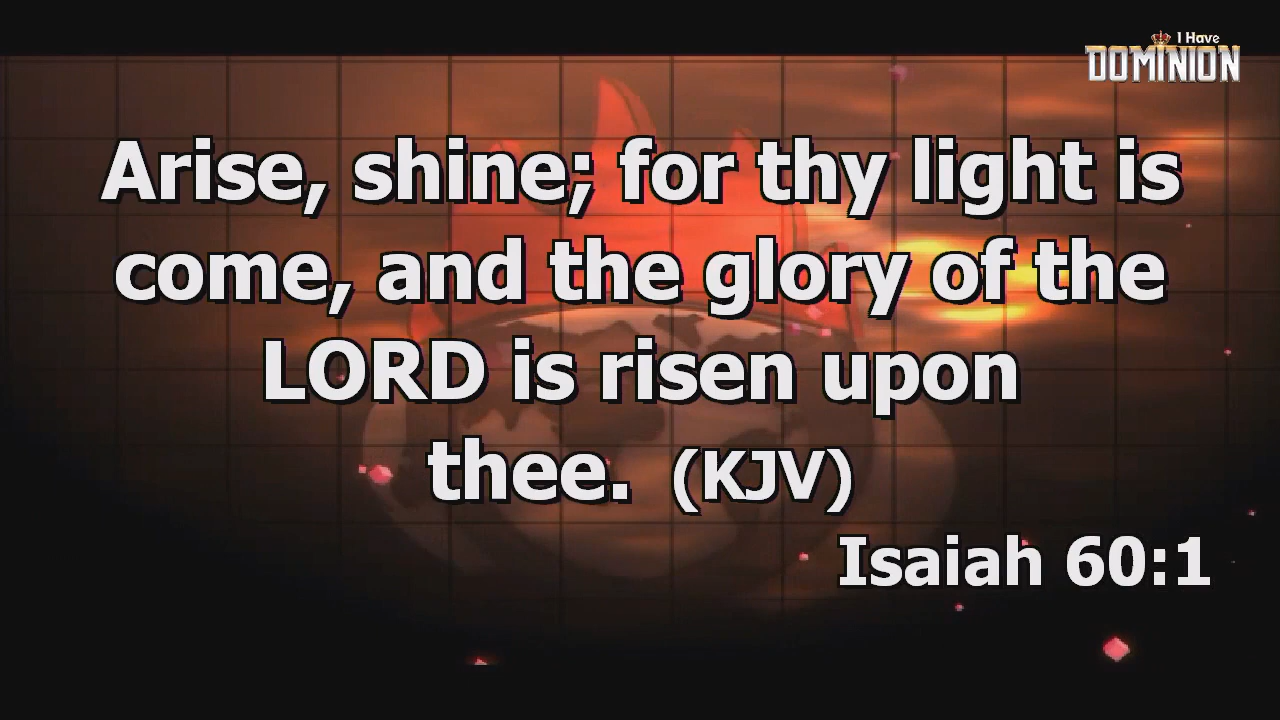 I Have
DOMINION
Arise, shine; for thy light is
come, and the glory of the
LORD is risen upon
thee. (KJV)
Isaiah 60:1